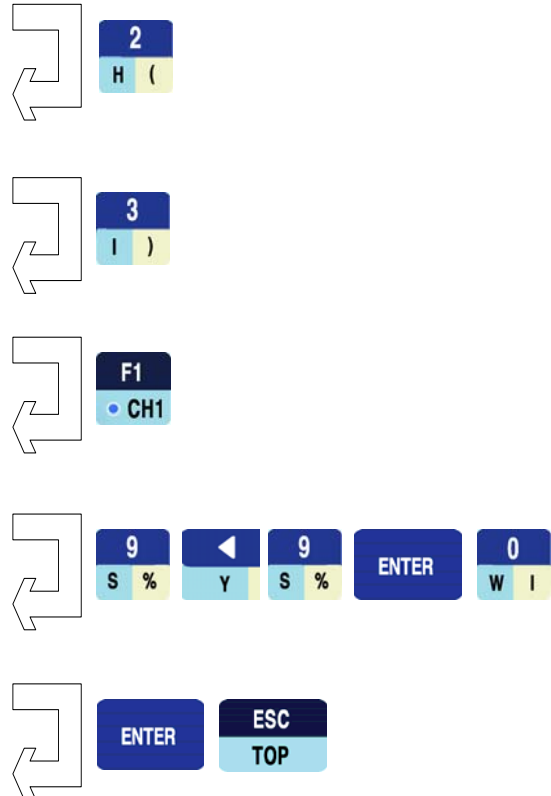 2
H (
3
I )
F1
CH1
9 9 0
S % Y S % ENTER W I
ENTER ESC
TOP